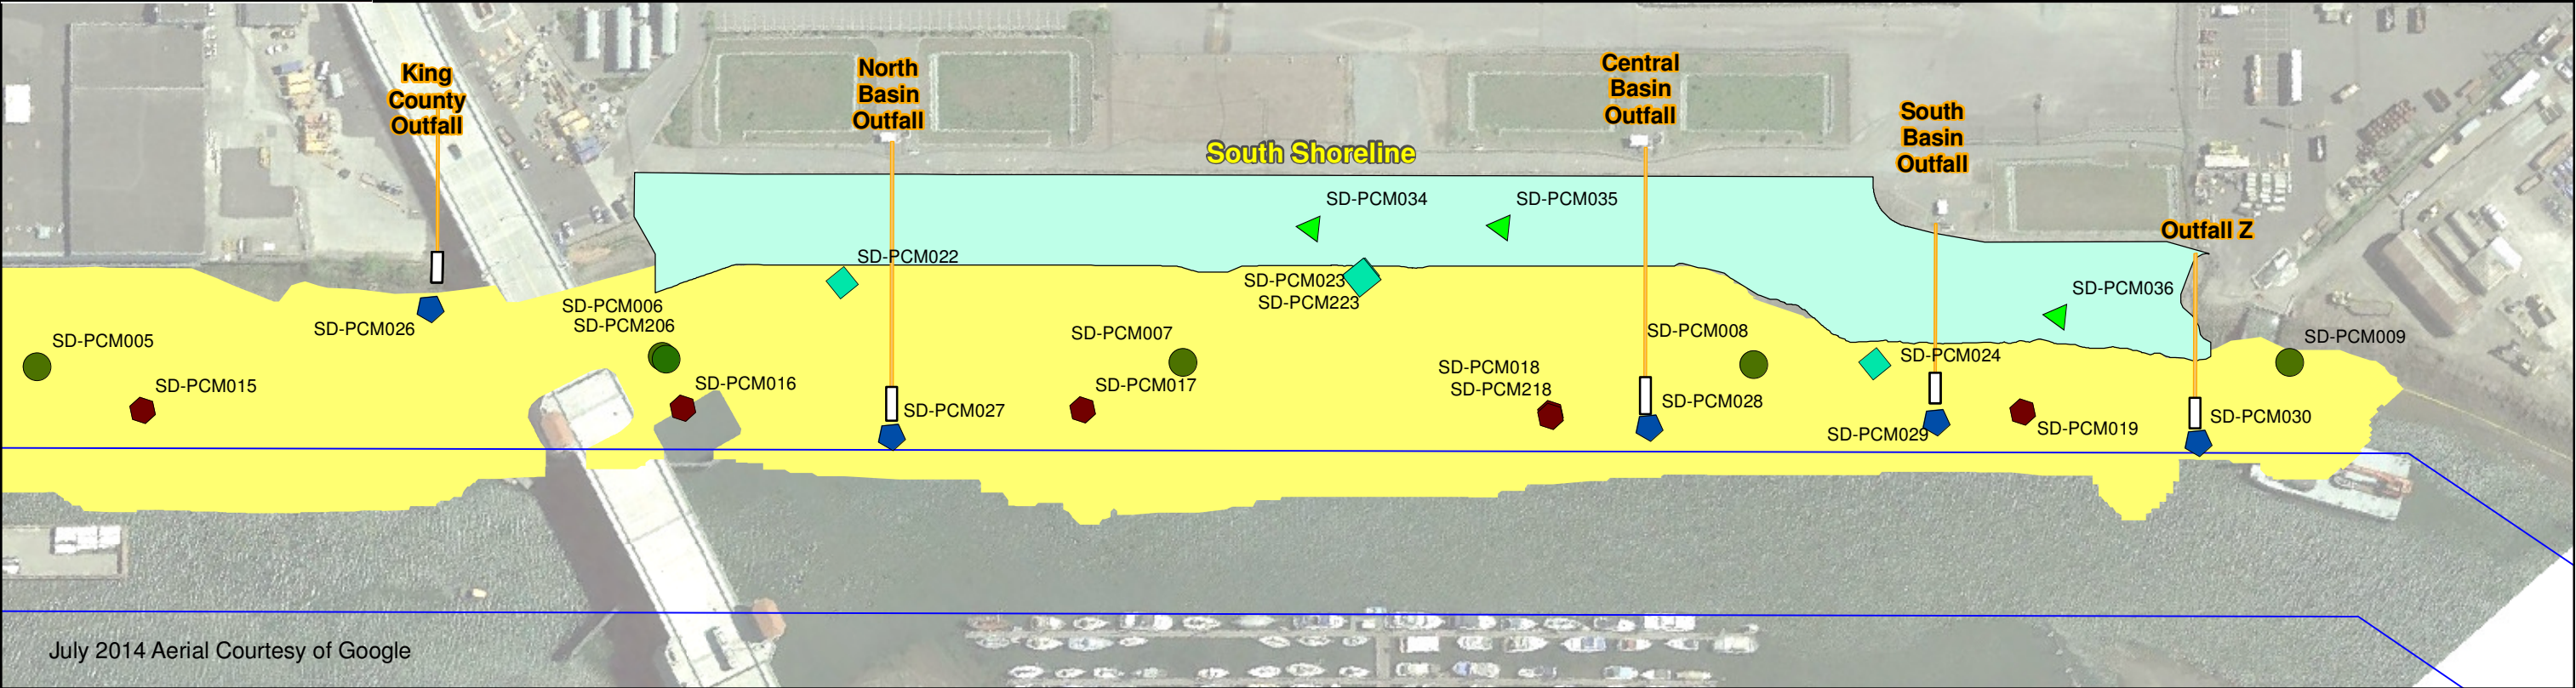 King
County
Outfall
North
Basin
Outfall
Central
Basin
Outfall
South
Basin
Outfall
South Shoreline
Outfall Z
SD-PCM034
SD-PCM035
SD-PCM022
SD-PCM023
SD-PCM223
SD-PCM036
SD-PCM006
SD-PCM206
SD-PCM026
SD-PCM005
SD-PCM007
SD-PCM008
SD-PCM009
SD-PCM024
SD-PCM015
SD-PCM016
SD-PCM017
SD-PCM018
SD-PCM218
SD-PCM027
SD-PCM028
SD-PCM029
SD-PCM019
SD-PCM030
July 2014 Aerial Courtesy of Google